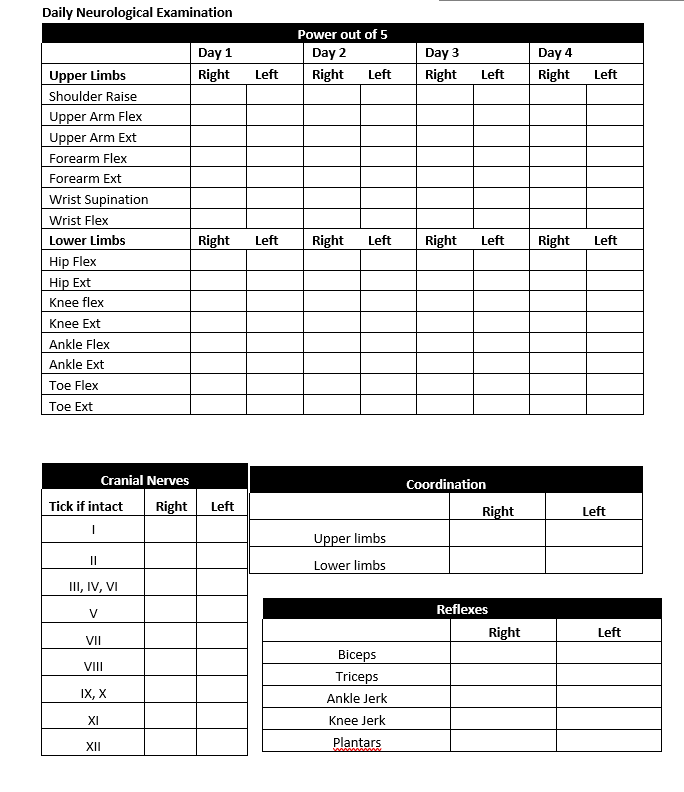 Daily Neurological Examination
Power out of 5
Day 1 Day 2 Day 3 Day 4
Upper Limbs Right Left Right Left Right Left Right Left
Shoulder Raise
Upper Arm Flex
Upper Arm Ext
Forearm Flex
Forearm Ext
Wrist Supination
Wrist Flex
Lower Limbs Right Left Right Left Right Left Right Left
Hip Flex
Hip Ext
Knee flex
Knee Ext
Ankle Flex
Ankle Ext
Toe Flex
Toe Ext
Cranial Nerves
Tick if intact Right Left
I
II
III, IV, VI
V
VII
VIII
IX, X
XI
XII
Coordination
Right Left
Upper limbs
Lower limbs
Reflexes
Right Left
Biceps
Triceps
Ankle Jerk
Knee Jerk
Plantars